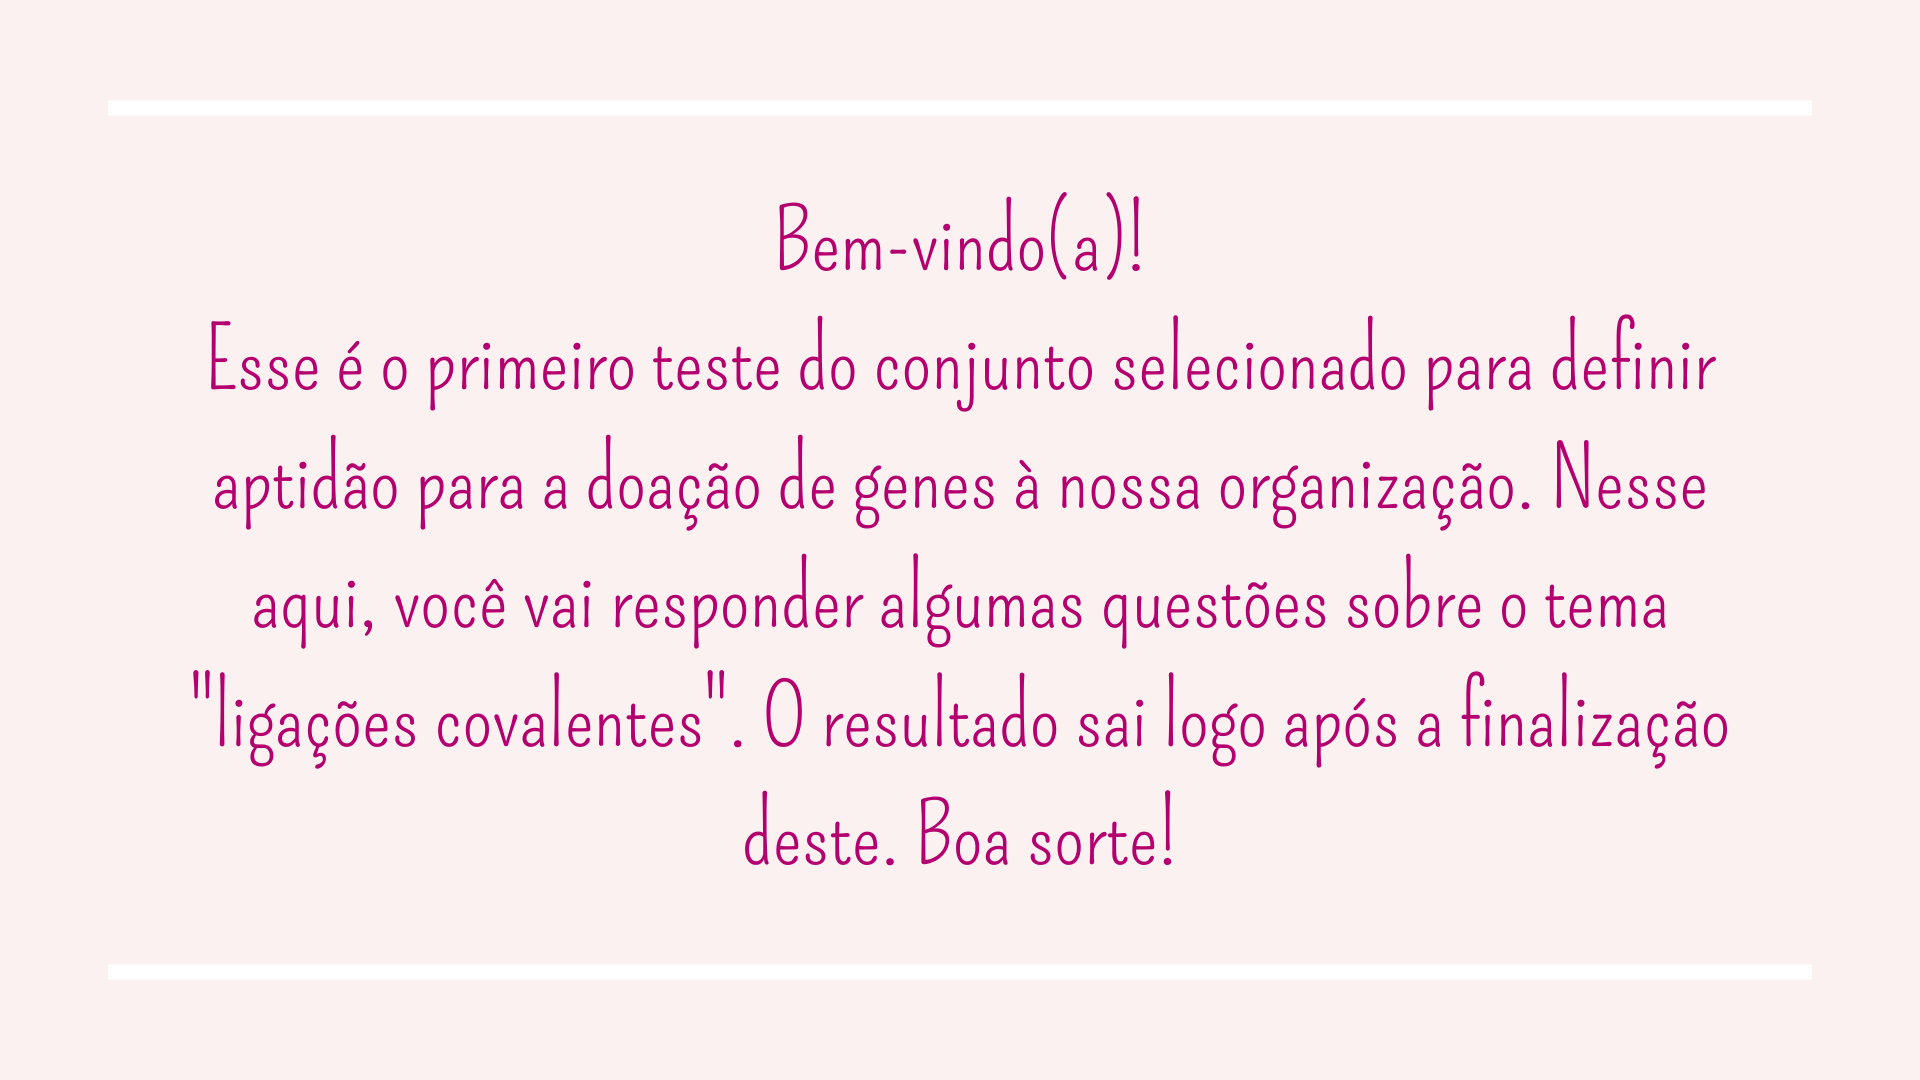 Bem-vindo(a)!
Esse é o primeiro teste do conjunto selecionado para definir
aptidão para a doação de genes à nossa organização. Nesse
aqui, você vai responder algumas questões sobre o tema
"ligações covalentes". O resultado sai logo após a finalização
deste. Boa sorte!